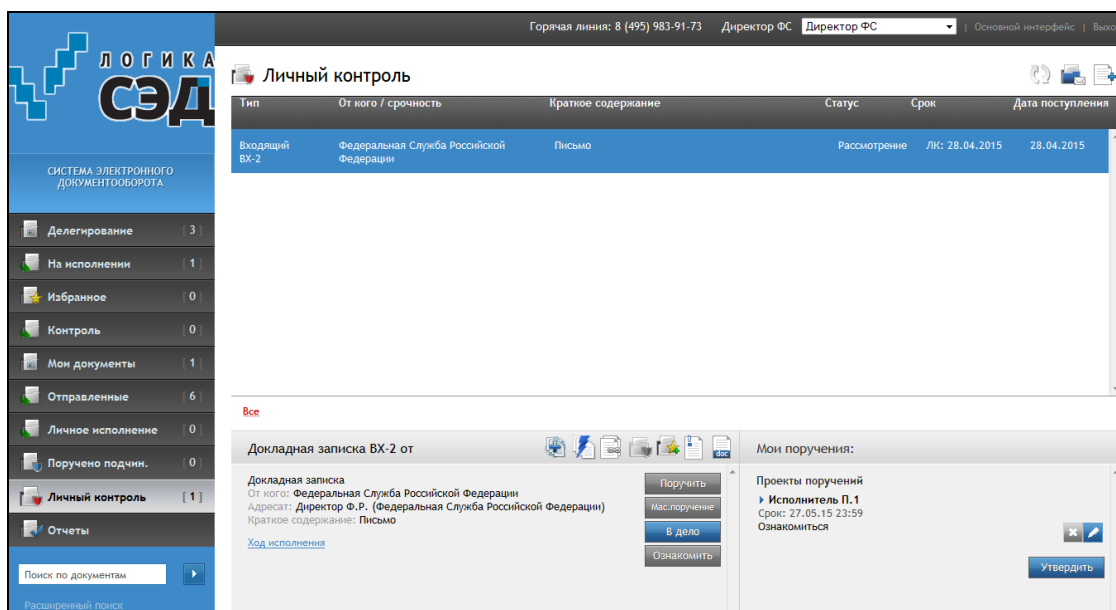 Горячая линия: 8 (495) 983-91-73 Директор ФС Директор ФС | Основной интерфейс | Выхо
ЛОГИКА
СЭД
СИСТЕМА ЭЛЕКТРОННОГО
ДОКУМЕНТООБОРОТА
Делегирование [ 3 ]
На исполнении [ 1 ]
Избранное [ 0 ]
Контроль [ 0 ]
Мои документы [ 1 ]
Отправленные [ 6 ]
Личное исполнение [ 0 ]
Поручено подчин. [ 0 ]
Личный контроль [ 1 ]
Отчеты
Поиск по документам
Расширенный поиск
Личный контроль
Тип От кого / срочность Краткое содержание Статус Срок Дата поступления
Входящий Федеральная Служба Российской Письмо Рассмотрение ЛК: 28.04.2015 28.04.2015
ВХ-2 Федерации
Все
Докладная записка ВХ-2 от
doc
Докладная записка
От кого: Федеральная Служба Российской Федерации
Адресат: Директор Ф.Р. (Федеральная Служба Российской Федерации)
Краткое содержание: Письмо
Ход исполнения
Поручить
Мас.поручение
В дело
Ознакомить
Мои поручения:
Проекты поручений
Исполнитель П.1
Срок: 27.05.15 23:59
Ознакомиться
Утвердить